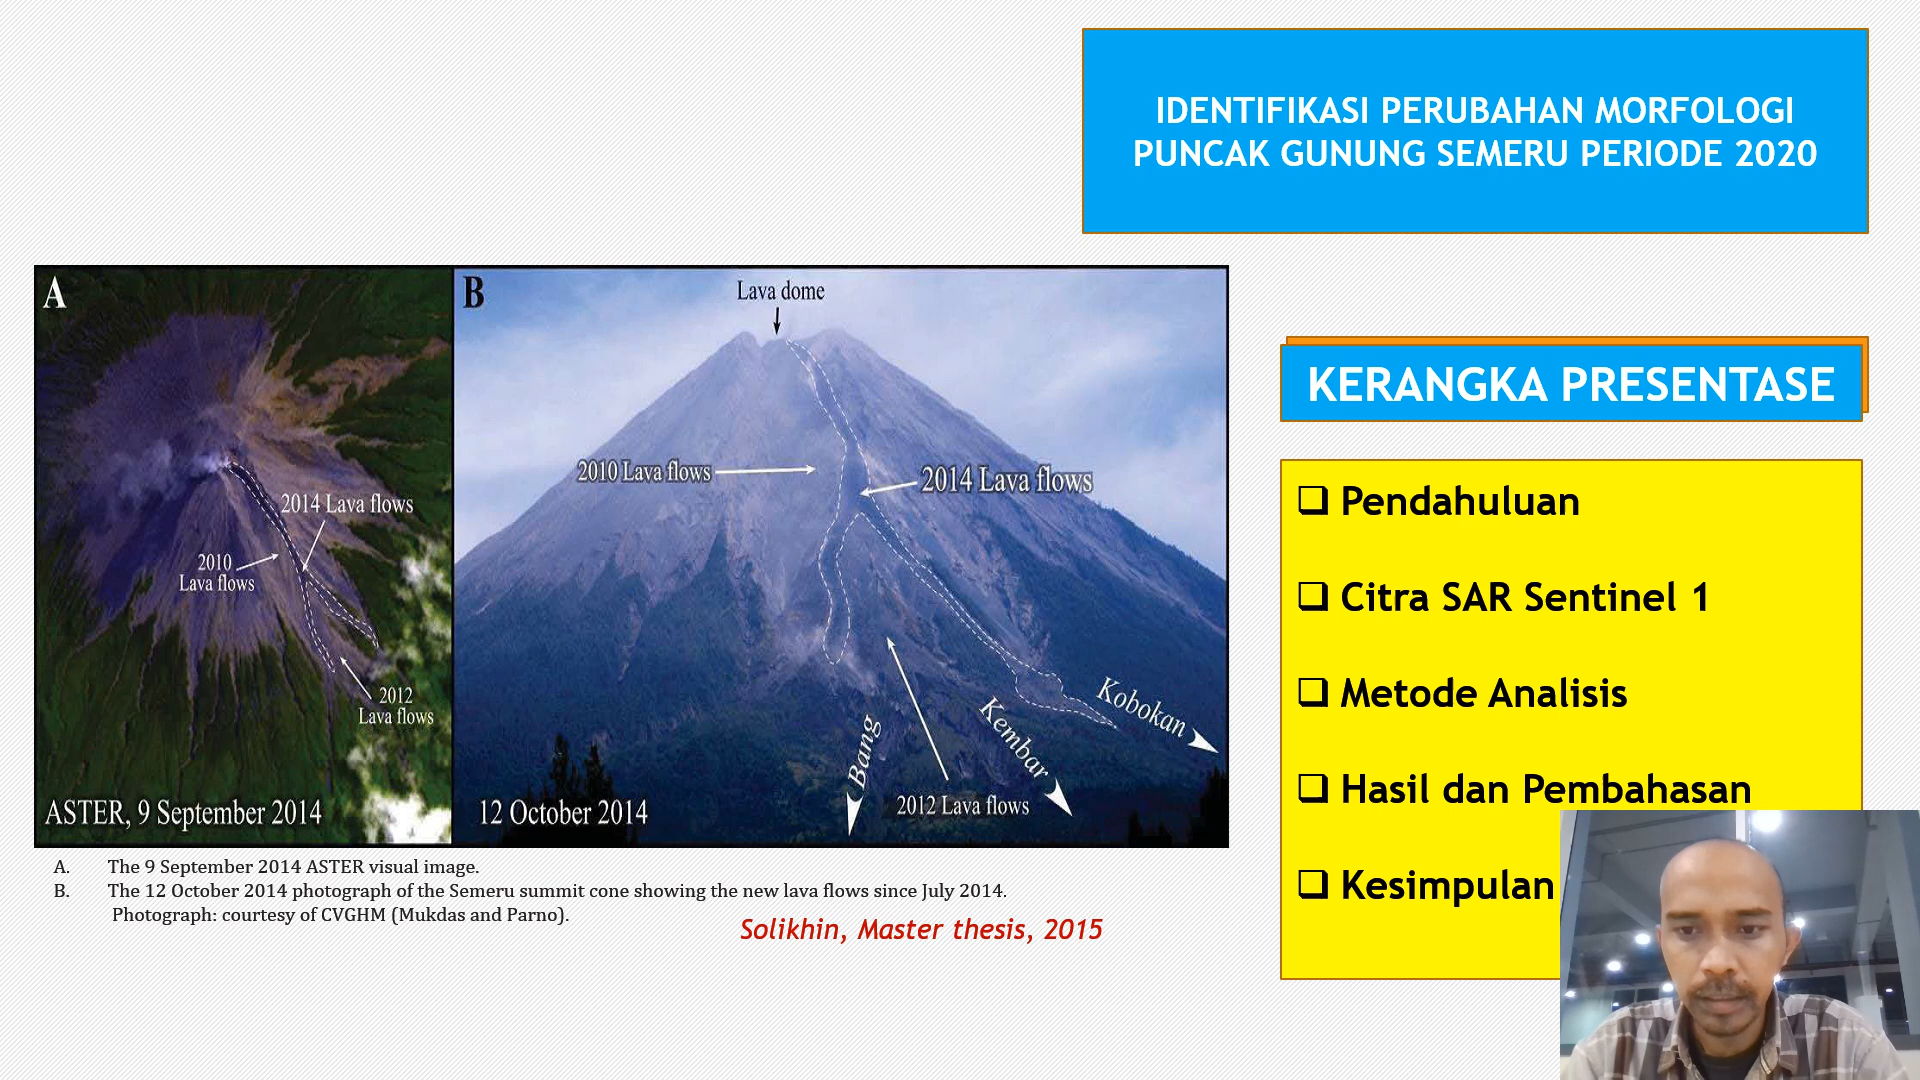 IDENTIFIKASI PERUBAHAN MORFOLOGI
PUNCAK GUNUNG SEMERU PERIODE 2020
A
2014 Lava flows
2010
Lava flows
2012
Lava flows
ASTER, 9 September 2014
B
Lava dome
2010 Lava flows
2014 Lava flows
Bang
Kembar
Kobokan
2012 Lava flows
12 October 2014
A. The 9 September 2014 ASTER visual image.
B. The 12 October 2014 photograph of the Semeru summit cone showing the new lava flows since July 2014.
Photograph: courtesy of CVGHM (Mukdas and Parno).
Solikhin, Master thesis, 2015
KERANGKA PRESENTASE
❑ Pendahuluan
❑ Citra SAR Sentinel 1
❑ Metode Analisis
❑ Hasil dan Pembahasan
❑ Kesimpulan